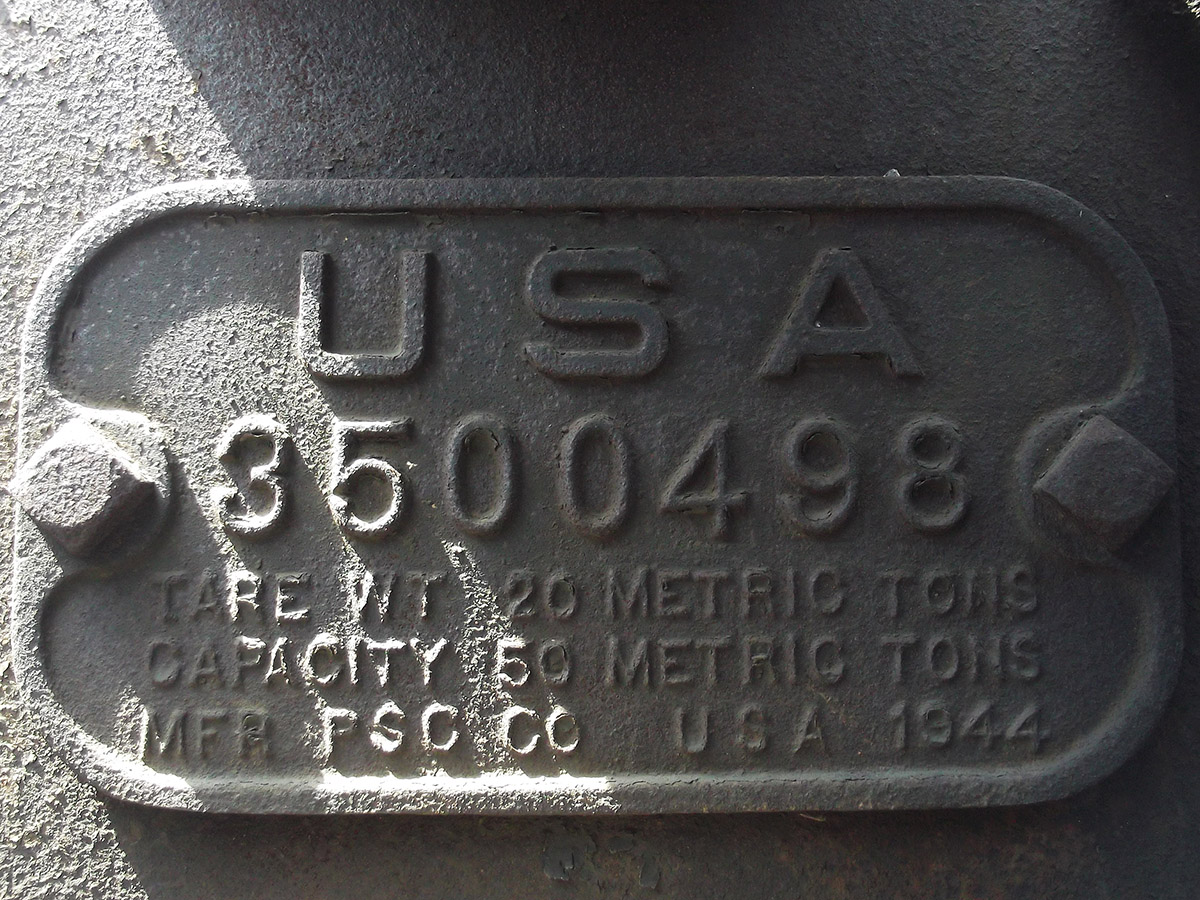 USA
3500498
TARE WT 20 METRIC TONS
CAPACITY 50 METRIC TONS
MFR PSC CO USA 1944